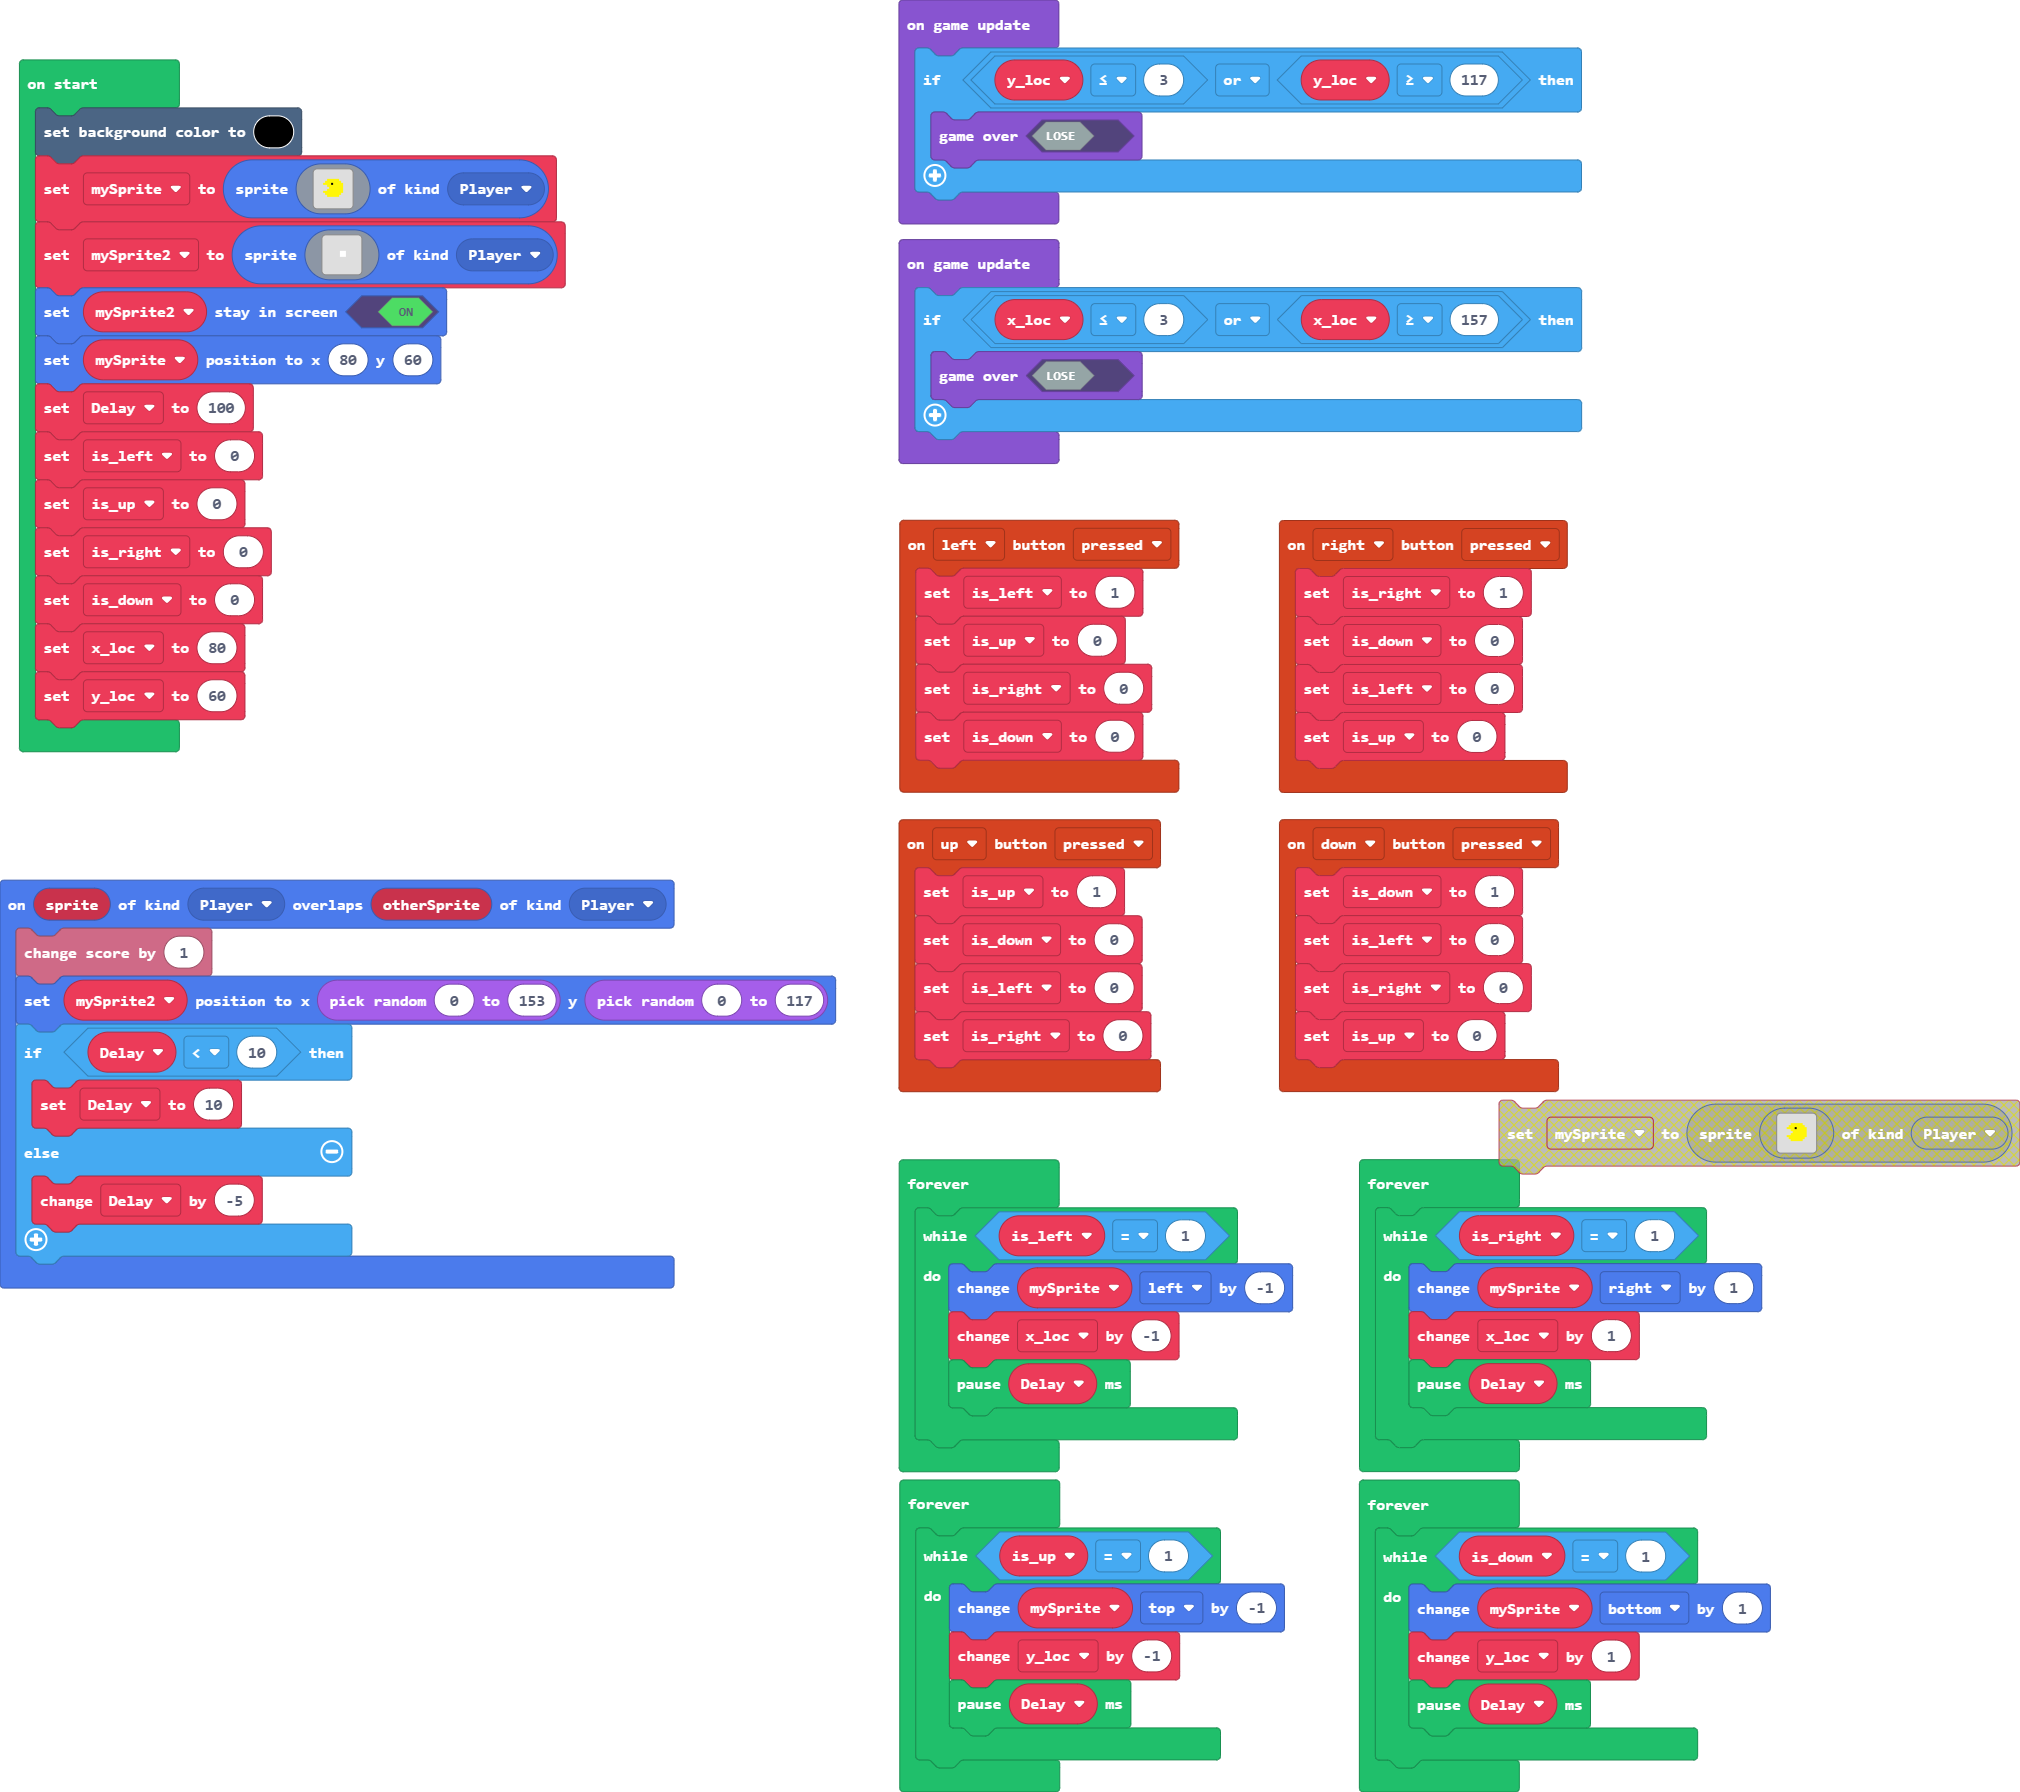 on start
set background color to
set mySprite to sprite of kind Player
set mySprite2 to sprite of kind Player
set mySprite2 stay in screen ON
set mySprite position to x 80 y 60
set Delay to 100
set is_left to 0
set is_up to 0
set is_right to 0
set is_down to 0
set x_loc to 80
set y_loc to 60
on sprite of kind Player overlaps otherSprite of kind Player
change score by 1
set mySprite2 position to x pick random 0 to 153 y pick random 0 to 117
if Delay < 10 then
set Delay to 10
else
change Delay by -5
on game update
if y_loc ≤ 3 or y_loc ≥ 117 then
game over LOSE
on game update
if x_loc ≤ 3 or x_loc ≥ 157 then
game over LOSE
on left button pressed
set is_left to 1
set is_up to 0
set is_right to 0
set is_down to 0
on right button pressed
set is_right to 1
set is_down to 0
set is_left to 0
set is_up to 0
on up button pressed
set is_up to 1
set is_down to 0
set is_left to 0
set is_right to 0
on down button pressed
set is_down to 1
set is_left to 0
set is_right to 0
set is_up to 0
set mySprite to sprite of kind Player
forever
while is_left = 1
do change mySprite left by -1
change x_loc by -1
pause Delay ms
forever
while is_right = 1
do change mySprite right by 1
change x_loc by 1
pause Delay ms
forever
while is_up = 1
do change mySprite top by -1
change y_loc by -1
pause Delay ms
forever
while is_down = 1
do change mySprite bottom by 1
change y_loc by 1
pause Delay ms